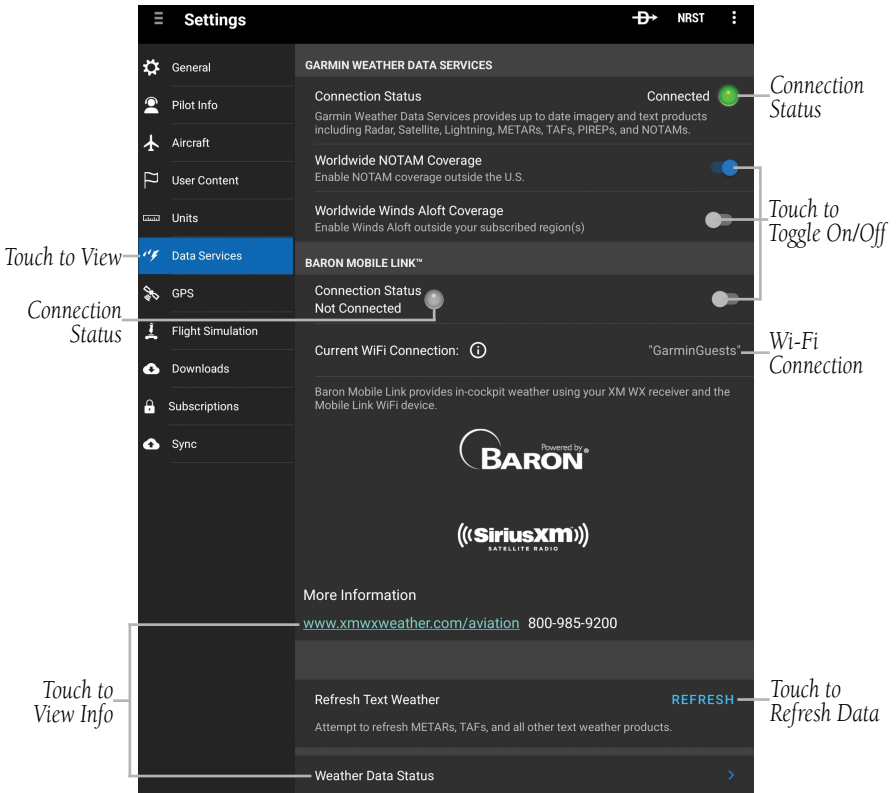 Settings
NRST
General
Pilot Info
Aircraft
User Content
Units
Data Services
GPS
Flight Simulation
Downloads
Subscriptions
Sync
GARMIN WEATHER DATA SERVICES
Connection Status
Connected
Garmin Weather Data Services provides up to date imagery and text products
including Radar, Satellite, Lightning, METARs, TAFs, PIREPs, and NOTAMs.
Worldwide NOTAM Coverage
Enable NOTAM coverage outside the U.S.
Worldwide Winds Aloft Coverage
Enable Winds Aloft outside your subscribed region(s)
BARON MOBILE LINK™
Connection Status
Not Connected
Current WiFi Connection:
"GarminGuests"
Baron Mobile Link provides in-cockpit weather using your XM WX receiver and the
Mobile Link WiFi device.
Powered by
BARON®
((( SiriusXM )))
SATELLITE RADIO
More Information
www.xmwxweather.com/aviation 800-985-9200
Refresh Text Weather
REFRESH
Attempt to refresh METARs, TAFs, and all other text weather products.
Weather Data Status
Touch to View
Connection
Status
Touch to
View Info
Connection
Status
Touch to
Toggle On/Off
Wi-Fi
Connection
Touch to
Refresh Data